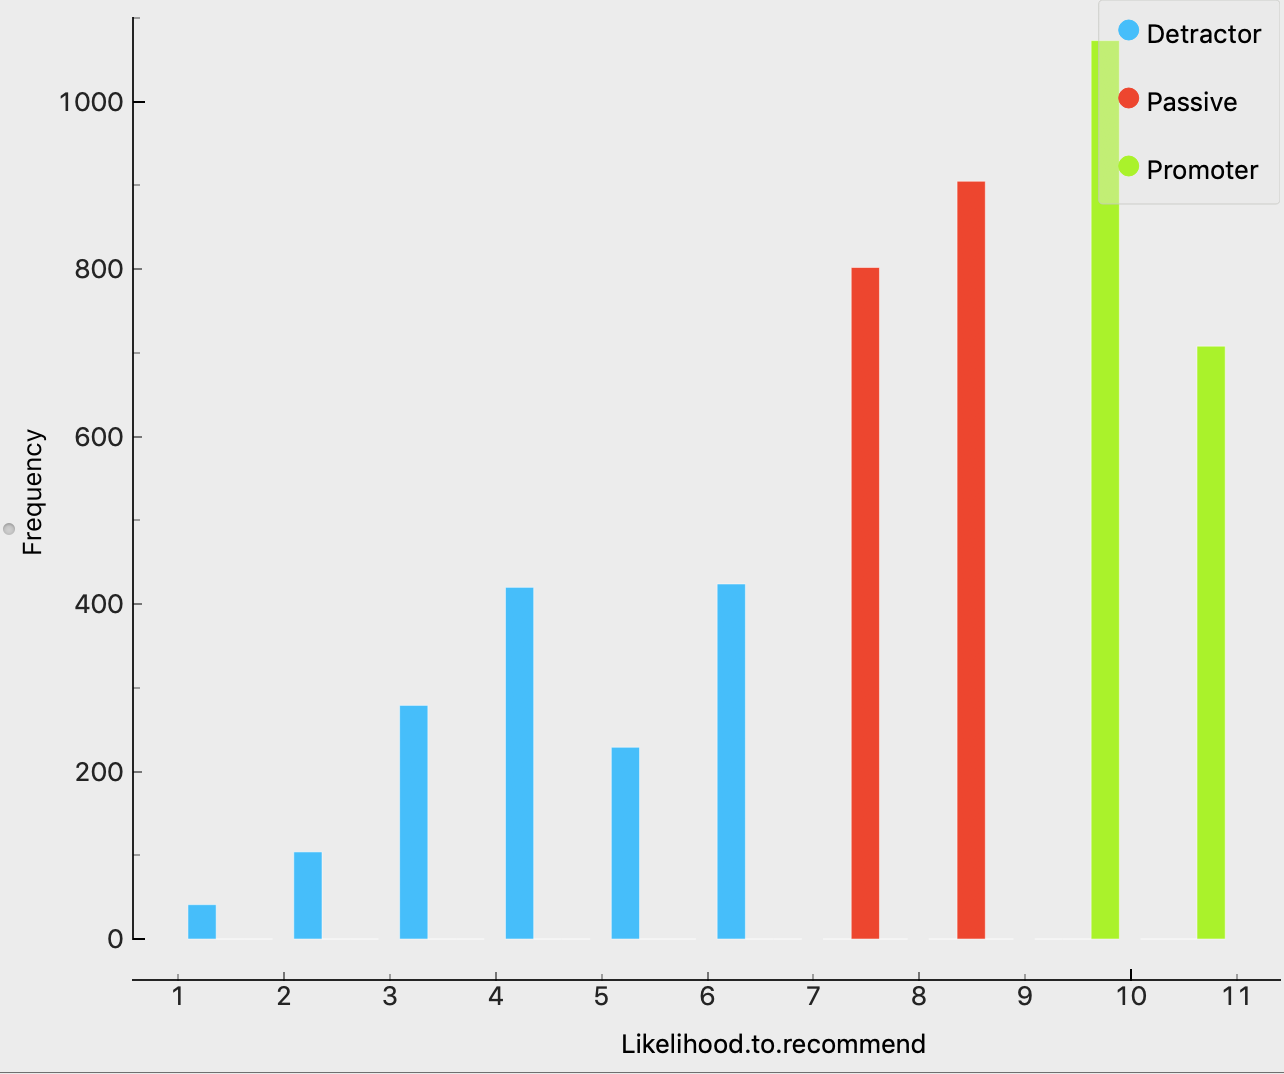 Detractor
Passive
Promoter
1000
800
600
400
200
0
Frequency
1 2 3 4 5 6 7 8 9 10 11
Likelihood.to.recommend